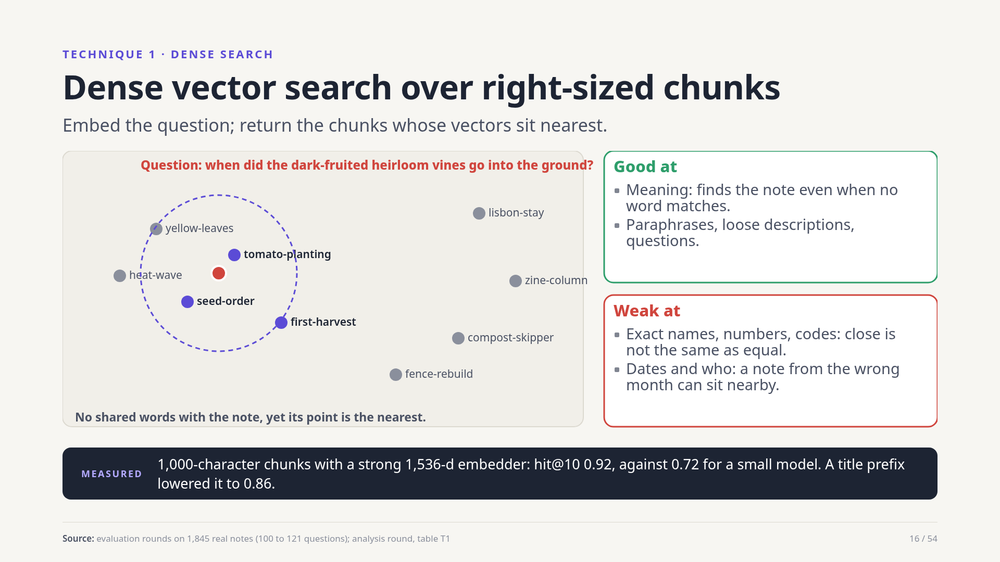 TECHNIQUE 1 · DENSE SEARCH
Dense vector search over right-sized chunks
Embed the question; return the chunks whose vectors sit nearest.
Question: when did the dark-fruited heirloom vines go into the ground?
lisbon-stay
yellow-leaves
tomato-planting
heat-wave
zine-column
seed-order
first-harvest
compost-skipper
fence-rebuild
No shared words with the note, yet its point is the nearest.
Good at
Meaning: finds the note even when no
word matches.
Paraphrases, loose descriptions,
questions.
Weak at
Exact names, numbers, codes: close is
not the same as equal.
Dates and who: a note from the wrong
month can sit nearby.
MEASURED
1,000-character chunks with a strong 1,536-d embedder: hit@10 0.92, against 0.72 for a small model. A title prefix
lowered it to 0.86.
Source: evaluation rounds on 1,845 real notes (100 to 121 questions); analysis round, table T1
16 / 54